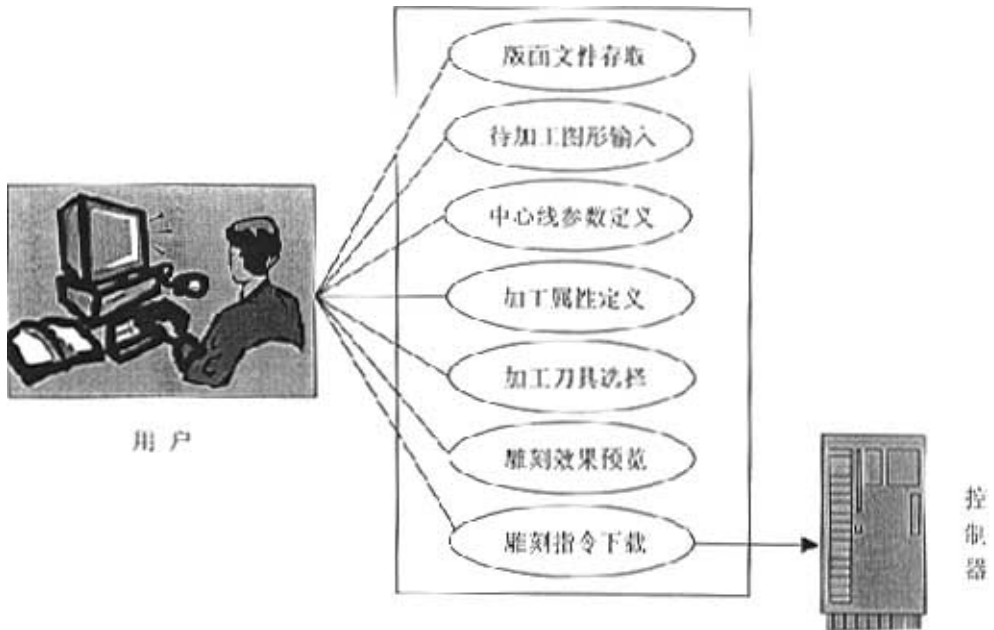 版面文件存取
待加工图形输入
中心线参数定义
加工属性定义
加工刀具选择
雕刻效果预览
雕刻指令下载
用户
控制器